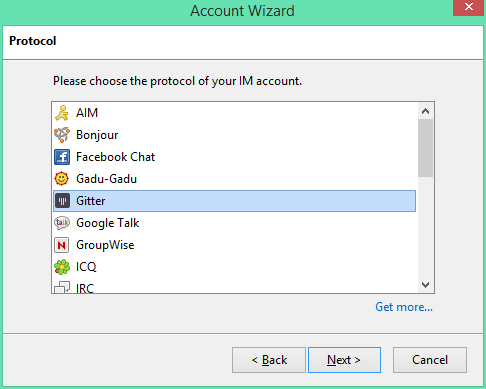 Account Wizard
Protocol
Please choose the protocol of your IM account.
AIM
Bonjour
Facebook Chat
Gadu-Gadu
Gitter
talk Google Talk
N GroupWise
ICQ
IRC
Get more...
< Back Next > Cancel